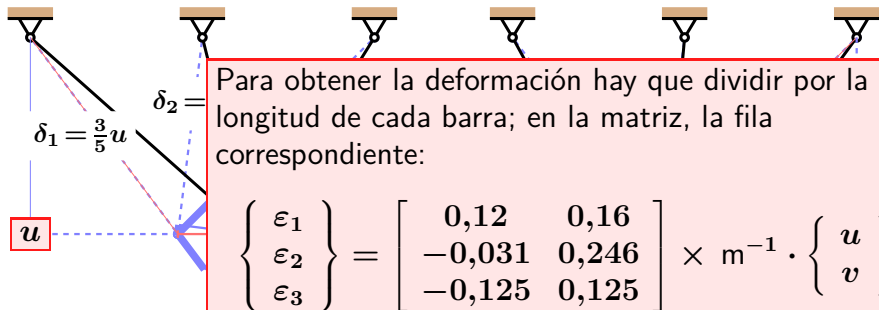 δ₂ =
δ₁ = 3/5 u
u
Para obtener la deformación hay que dividir por la
longitud de cada barra; en la matriz, la fila
correspondiente:
{ ε₁ } = [ 0,12 0,16 ] × m⁻¹ · { u
{ ε₂ } [ −0,031 0,246 ] v
{ ε₃ } [ −0,125 0,125 ]